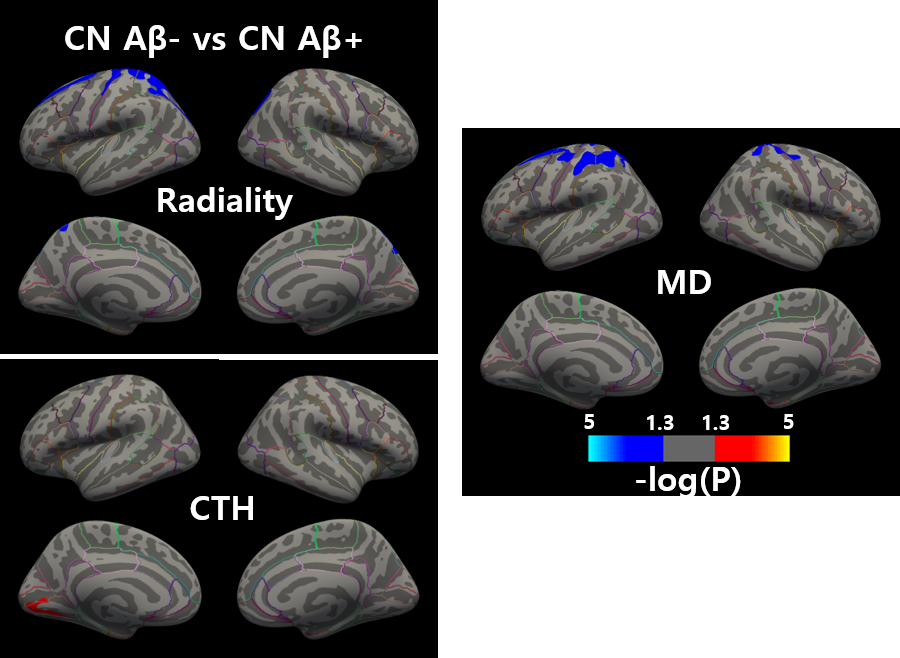 CN Aβ- vs CN Aβ+
Radiality
CTH
MD
5 1.3 1.3 5
-log(P)